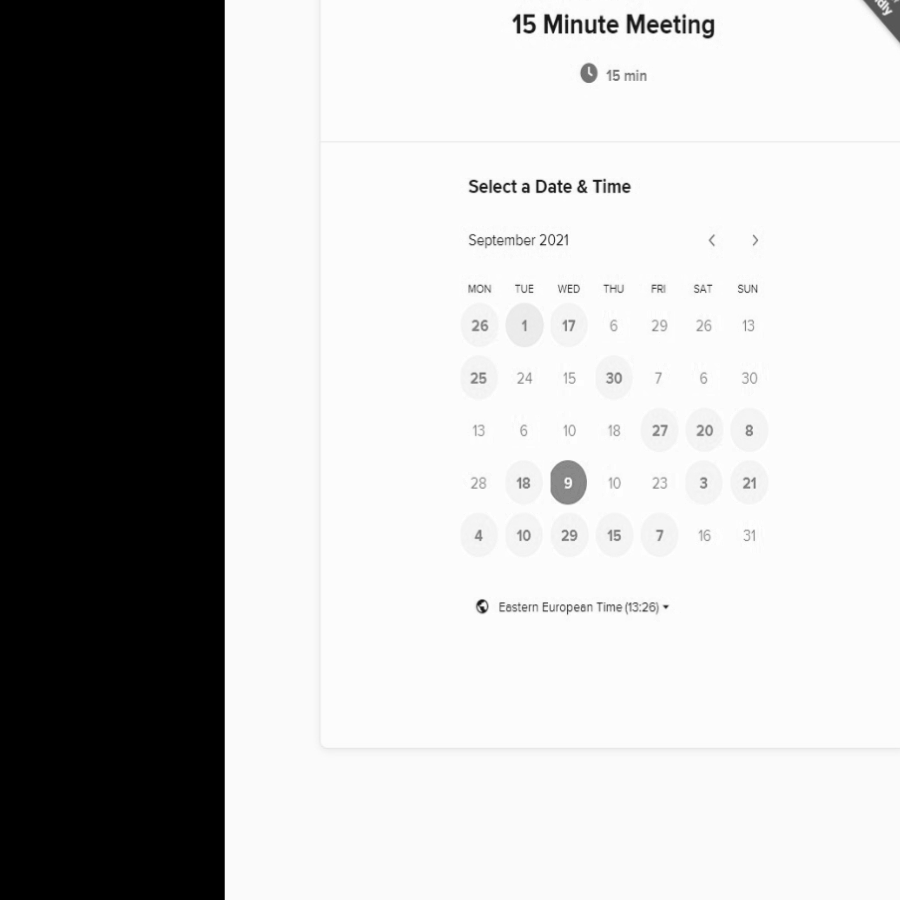 15 Minute Meeting
15 min
Select a Date & Time
September 2021
MON TUE WED THU FRI SAT SUN
26 1 17 6 29 26 13
25 24 15 30 7 6 30
13 6 10 18 27 20 8
28 18 9 10 23 3 21
4 10 29 15 7 16 31
Eastern European Time (13:26)